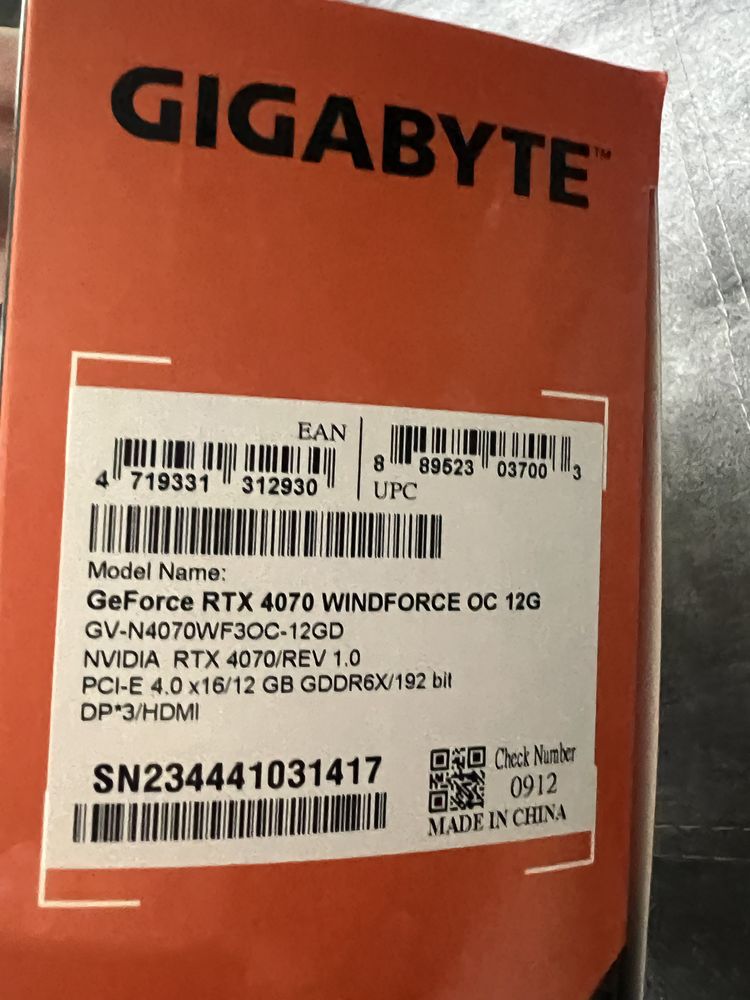 GIGABYTE™
EAN
4 719331 312930
8 89523 03700 3
UPC
Model Name:
GeForce RTX 4070 WINDFORCE OC 12G
GV-N4070WF3OC-12GD
NVIDIA RTX 4070/REV 1.0
PCI-E 4.0 x16/12 GB GDDR6X/192 bit
DP*3/HDMI
SN234441031417
Check Number
0912
MADE IN CHINA